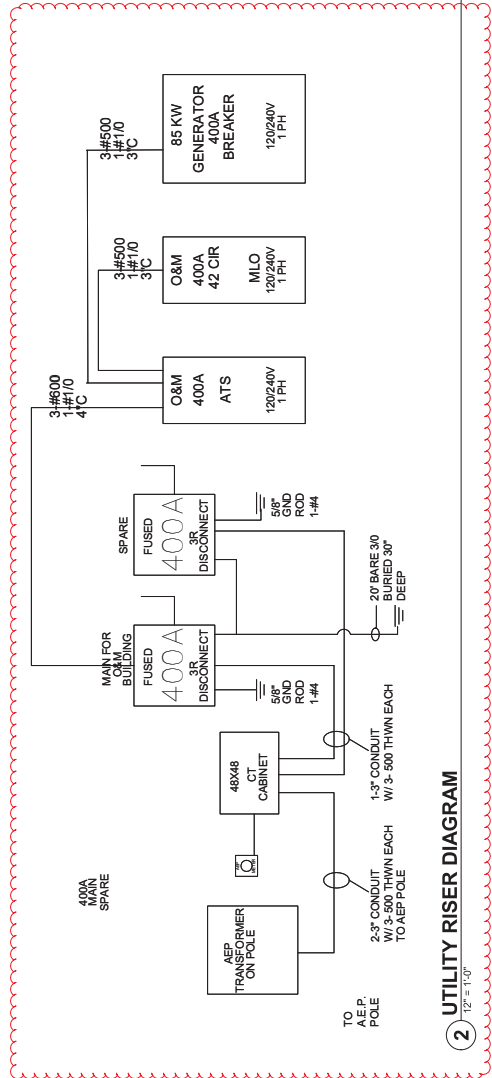 400A
MAIN
SPARE
TO
A.E.P.
POLE
AEP
TRANSFORMER
ON POLE
2-3" CONDUIT
W/ 3- 500 THWN EACH
TO AEP POLE
AEP
METER
48X48
CT
CABINET
1-3" CONDUIT
W/ 3- 500 THWN EACH
MAIN FOR
O&M
BUILDING
FUSED
400A
3R
DISCONNECT
5/8"
GND
ROD
1-#4
SPARE
FUSED
400A
3R
DISCONNECT
5/8"
GND
ROD
1-#4
20' BARE 3/0
BURIED 30"
DEEP
3-#600
1-#1/0
4"C
O&M
400A
ATS
120/240V
1 PH
3-#500
1-#1/0
3"C
O&M
400A
42 CIR
MLO
120/240V
1 PH
3-#500
1-#1/0
3"C
85 KW
GENERATOR
400A
BREAKER
120/240V
1 PH
2
UTILITY RISER DIAGRAM
12" = 1'-0"